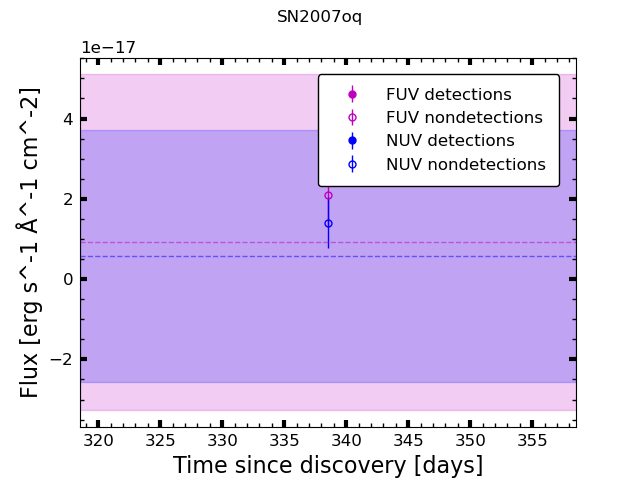 SN2007oq
1e−17
FUV detections
FUV nondetections
NUV detections
NUV nondetections
4
2
0
−2
Flux [erg s^-1 Å^-1 cm^-2]
320 325 330 335 340 345 350 355
Time since discovery [days]